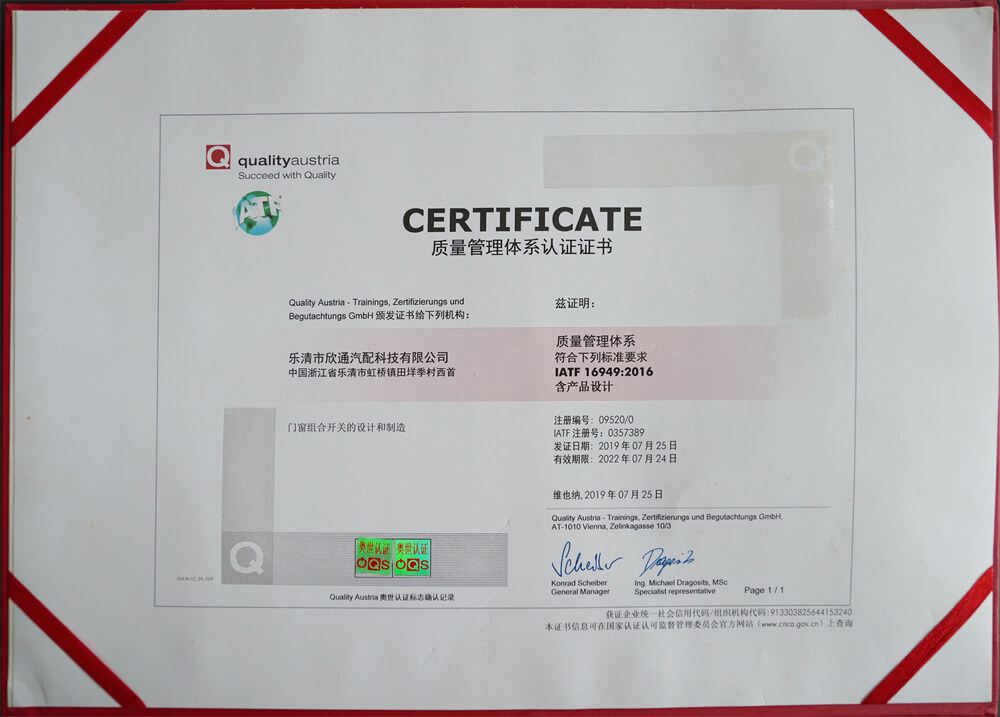 qualityaustria
Succeed with Quality
IATF
CERTIFICATE
质量管理体系认证证书
Quality Austria - Trainings, Zertifizierungs und
Begutachtungs GmbH 颁发证书给下列机构：
乐清市欣通汽配科技有限公司
中国浙江省乐清市虹桥镇田垟季村西首
门窗组合开关的设计和制造
兹证明：
质量管理体系
符合下列标准要求
IATF 16949:2016
含产品设计
注册编号：09520/0
IATF 注册号：0357389
发证日期：2019 年 07 月 25 日
有效期限：2022 年 07 月 24 日
维也纳, 2019 年 07 月 25 日
Quality Austria - Trainings, Zertifizierungs und Begutachtungs GmbH,
AT-1010 Vienna, Zelinkagasse 10/3
Konrad Scheiber
General Manager
Ing. Michael Dragosits, MSc
Specialist representative
Page 1 / 1
奥世认证 奥世认证
OQS OQS
Quality Austria 奥世认证标志确认记录
获证企业统一社会信用代码/组织机构代码:913303825644153240
本证书信息可在国家认证认可监督管理委员会官方网站（www.cnca.gov.cn）上查询